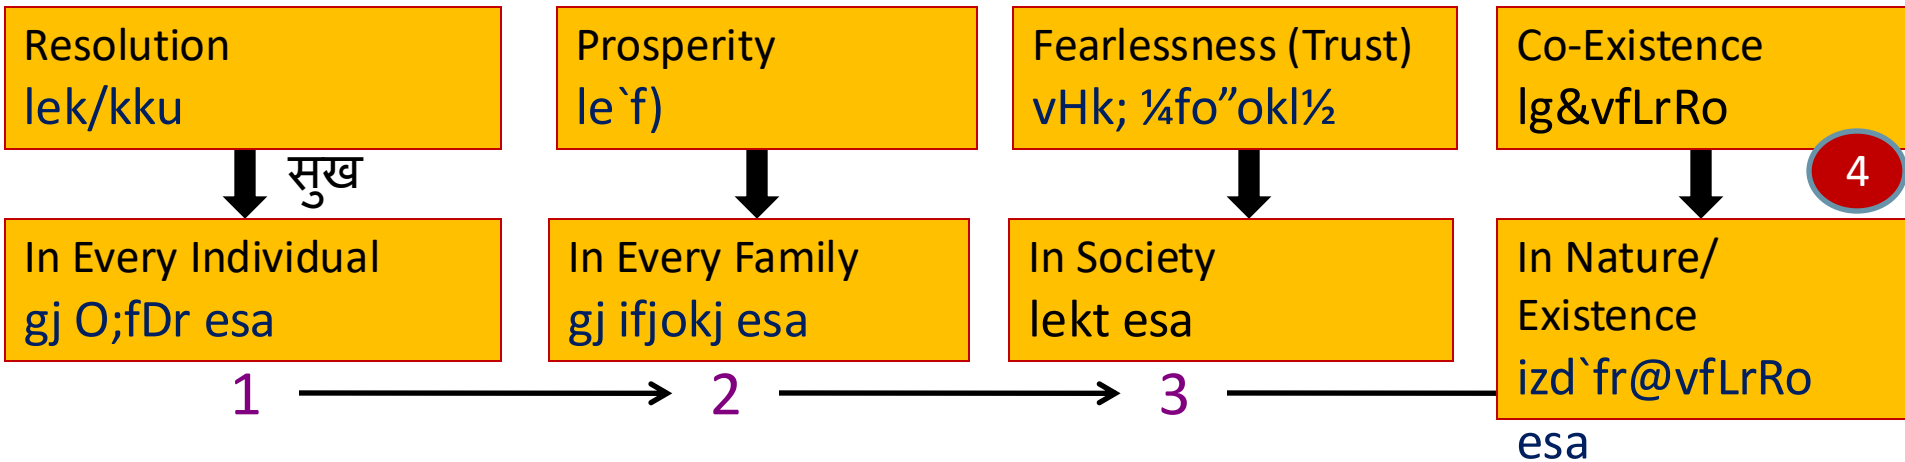 Resolution
lek/kku
Prosperity
le`f)
Fearlessness (Trust)
vHk; ¼fo”okl½
Co-Existence
lg&vfLrRo
सुख
4
In Every Individual
gj O;fDr esa
In Every Family
gj ifjokj esa
In Society
lekt esa
In Nature/
Existence
izd`fr@vfLrRo
esa
1
2
3